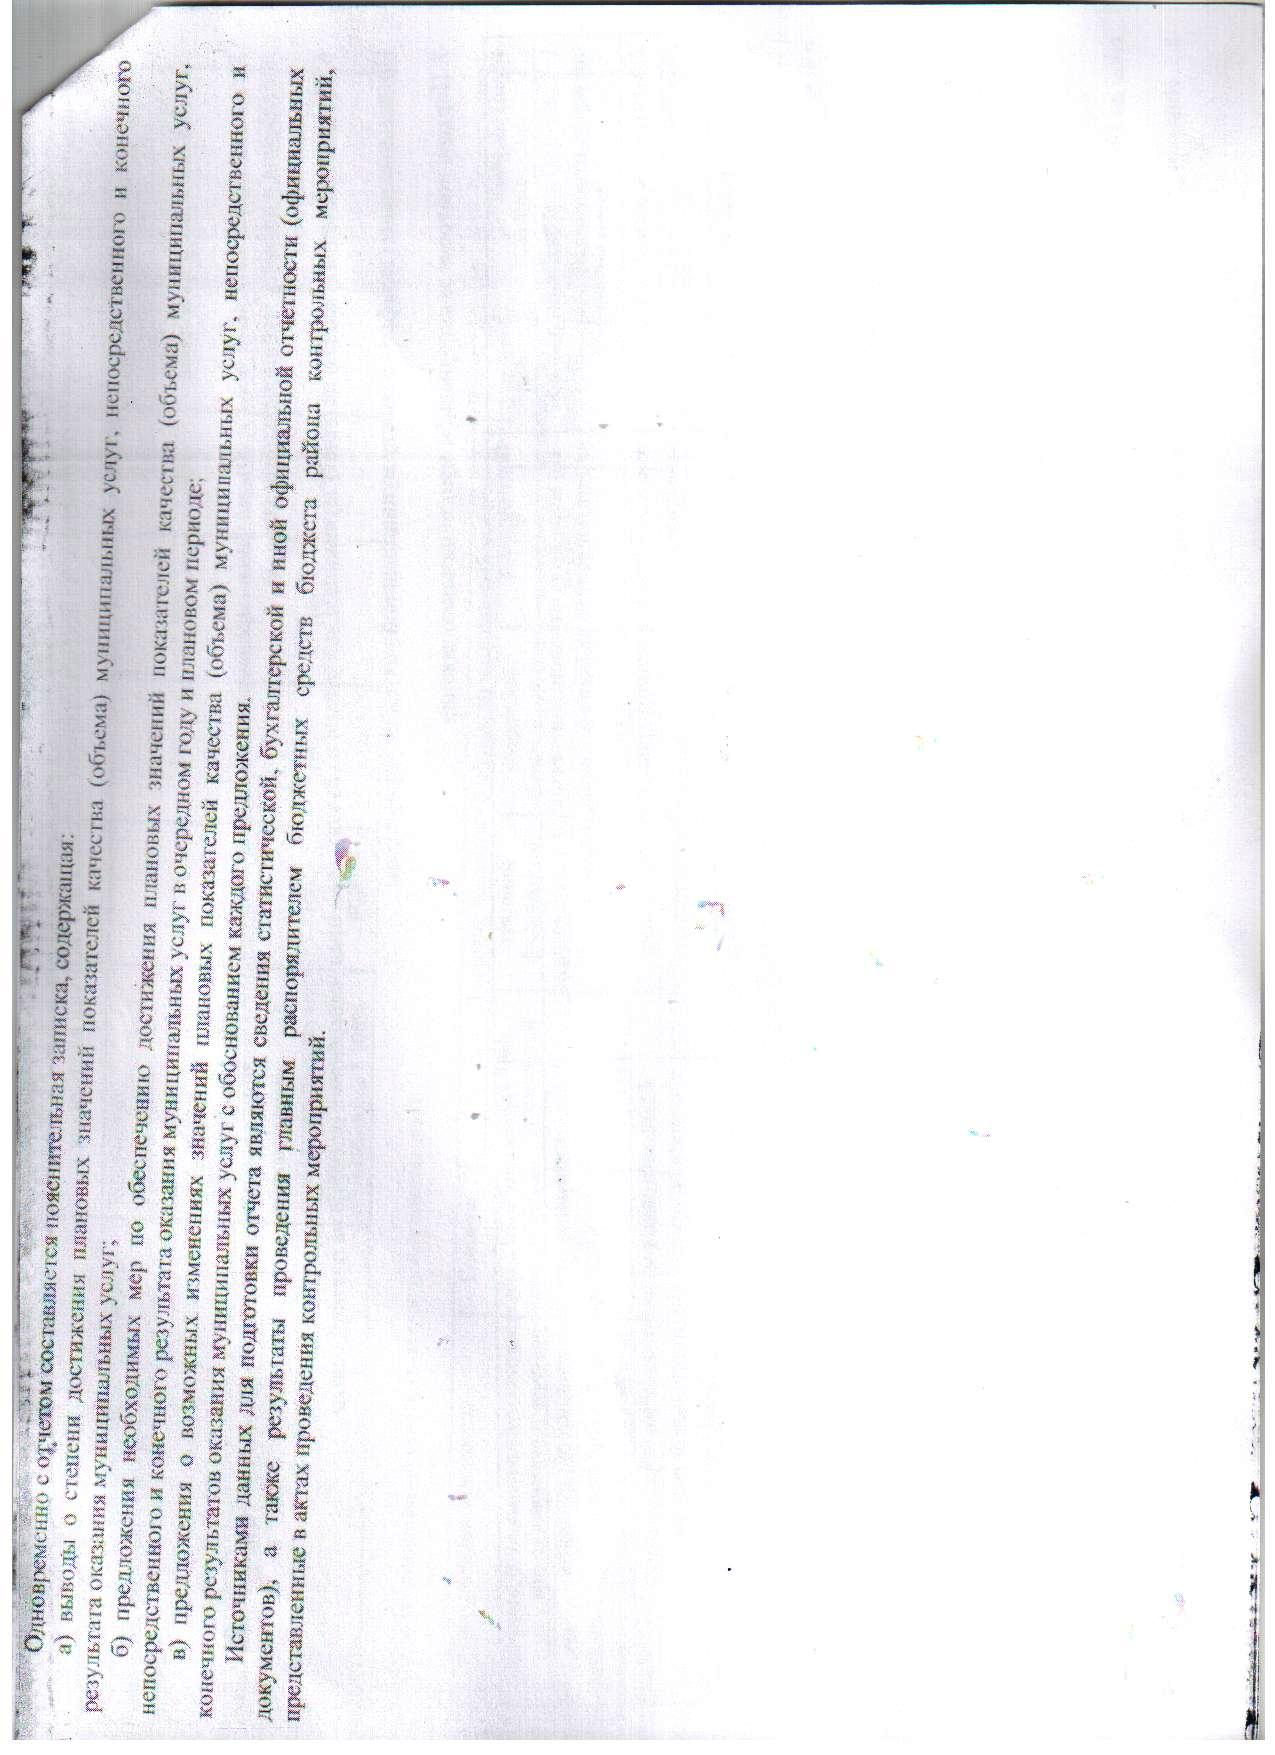 Одновременно с отчетом составляется пояснительная записка, содержащая:
а) выводы о степени достижения плановых значений показателей качества (объема) муниципальных услуг, непосредственного и конечного
результата оказания муниципальных услуг;
б) предложения необходимых мер по обеспечению достижения плановых значений показателей качества (объема) муниципальных услуг,
непосредственного и конечного результата оказания муниципальных услуг в очередном году и плановом периоде;
в) предложения о возможных изменениях значений плановых показателей качества (объема) муниципальных услуг, непосредственного и
конечного результатов оказания муниципальных услуг с обоснованием каждого предложения.
Источниками данных для подготовки отчета являются сведения статистической, бухгалтерской и иной официальной отчетности (официальных
документов), а также результаты проведения главным распорядителем бюджетных средств бюджета района контрольных мероприятий,
представленные в актах проведения контрольных мероприятий.